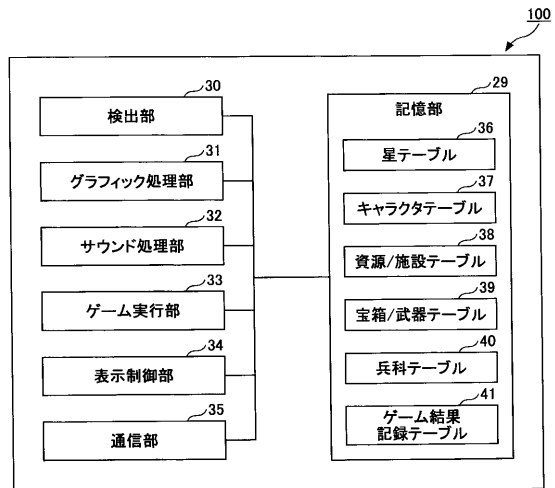 100
30
検出部
31
グラフィック処理部
32
サウンド処理部
33
ゲーム実行部
34
表示制御部
35
通信部
29
記憶部
36
星テーブル
37
キャラクタテーブル
38
資源/施設テーブル
39
宝箱/武器テーブル
40
兵科テーブル
41
ゲーム結果
記録テーブル